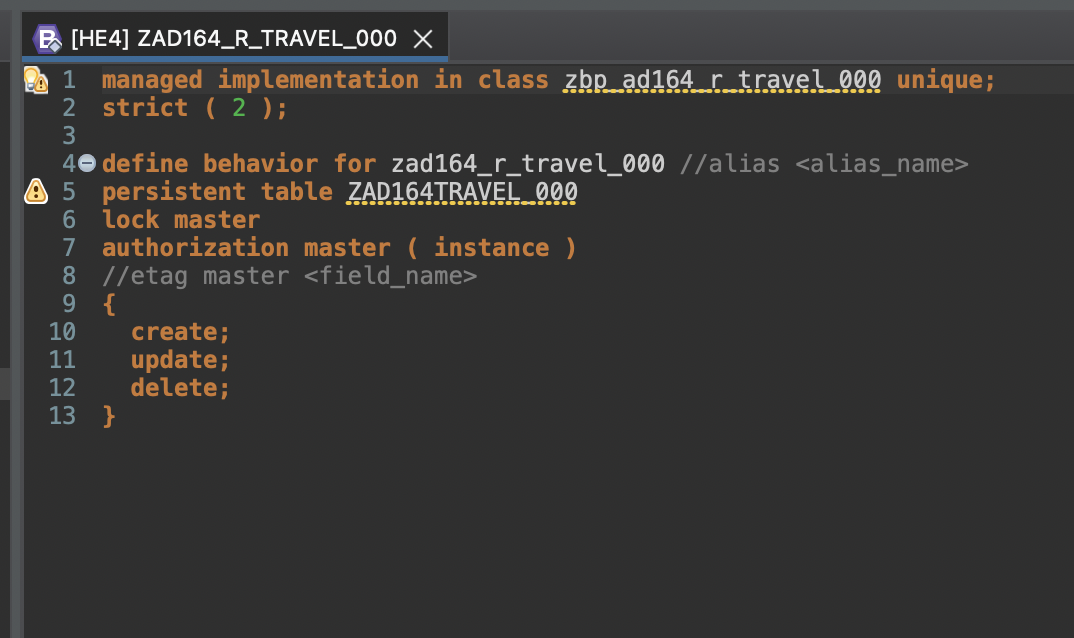 [HE4] ZAD164_R_TRAVEL_000
1 managed implementation in class zbp_ad164_r_travel_000 unique;
2 strict ( 2 );
3
4 define behavior for zad164_r_travel_000 //alias <alias_name>
5 persistent table ZAD164TRAVEL_000
6 lock master
7 authorization master ( instance )
8 //etag master <field_name>
9 {
10 create;
11 update;
12 delete;
13 }